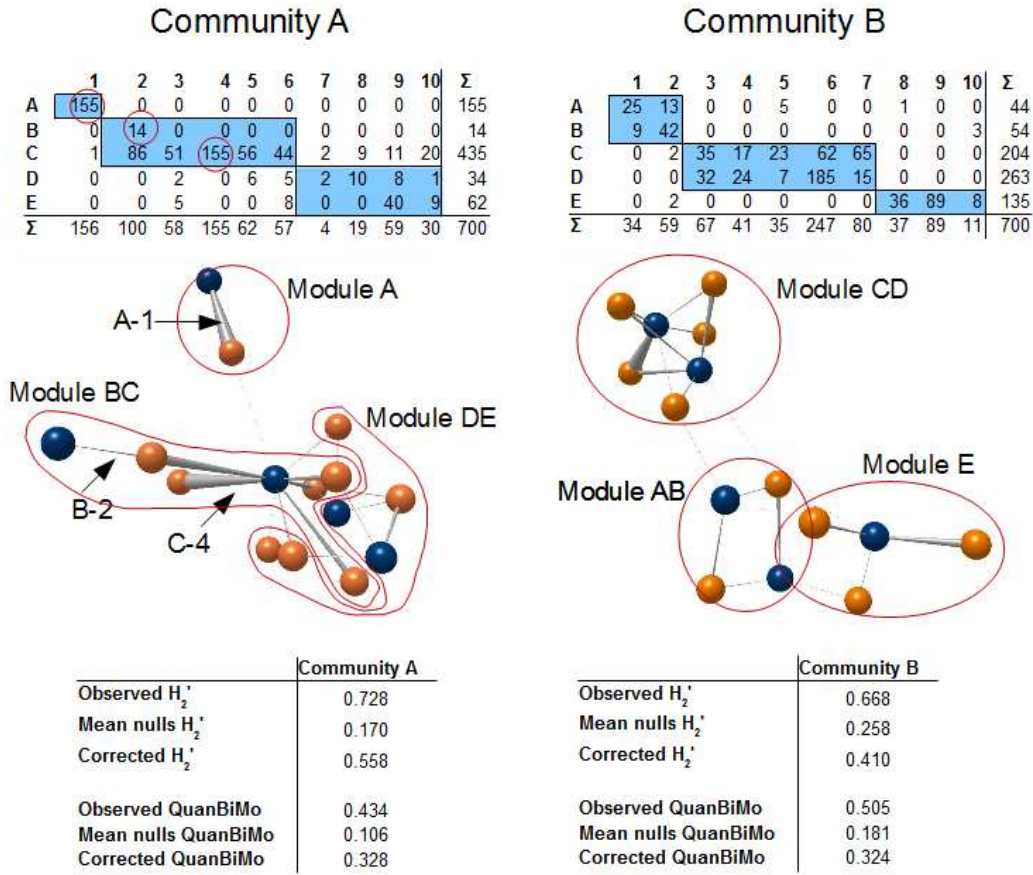 Community A
1 2 3 4 5 6 7 8 9 10 Σ
A 155 0 0 0 0 0 0 0 0 0 155
B 0 14 0 0 0 0 0 0 0 0 14
C 1 86 51 155 56 44 2 9 11 20 435
D 0 0 2 0 6 5 2 10 8 1 34
E 0 0 5 0 0 8 0 0 40 9 62
Σ 156 100 58 155 62 57 4 19 59 30 700
Module A
A-1
Module BC
Module DE
B-2
C-4
Community A
Observed H2' 0.728
Mean nulls H2' 0.170
Corrected H2' 0.558
Observed QuanBiMo 0.434
Mean nulls QuanBiMo 0.106
Corrected QuanBiMo 0.328
Community B
1 2 3 4 5 6 7 8 9 10 Σ
A 25 13 0 0 5 0 0 1 0 0 44
B 9 42 0 0 0 0 0 0 0 3 54
C 0 2 35 17 23 62 65 0 0 0 204
D 0 0 32 24 7 185 15 0 0 0 263
E 0 2 0 0 0 0 0 36 89 8 135
Σ 34 59 67 41 35 247 80 37 89 11 700
Module CD
Module AB
Module E
Community B
Observed H2' 0.668
Mean nulls H2' 0.258
Corrected H2' 0.410
Observed QuanBiMo 0.505
Mean nulls QuanBiMo 0.181
Corrected QuanBiMo 0.324